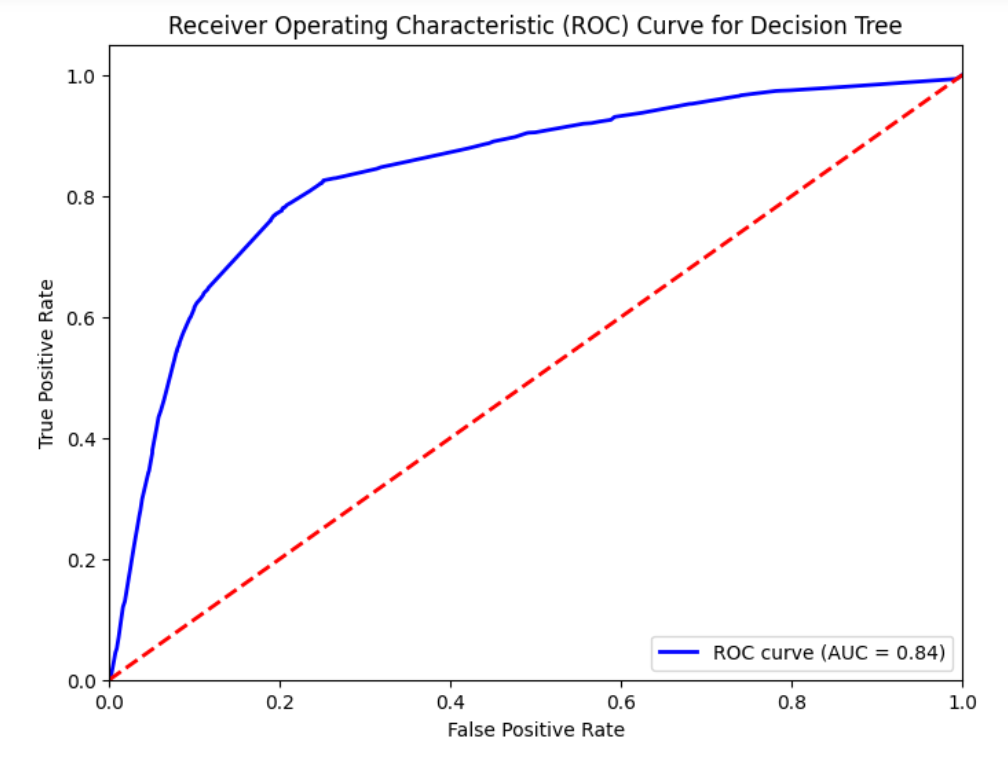 Receiver Operating Characteristic (ROC) Curve for Decision Tree
1.0
0.8
0.6
0.4
0.2
0.0
True Positive Rate
ROC curve (AUC = 0.84)
0.0 0.2 0.4 0.6 0.8 1.0
False Positive Rate